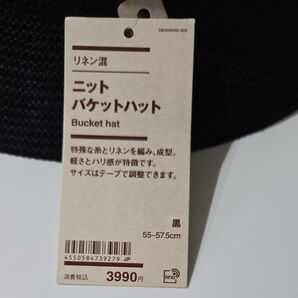 リネン混
ニット
バケットハット
Bucket hat
特殊な糸とリネンを編み、成型。
軽さとハリ感が特徴です。
サイズはテープで調整できます。
黒
55-57.5cm
4550584739279 JP
消費税込 3990円